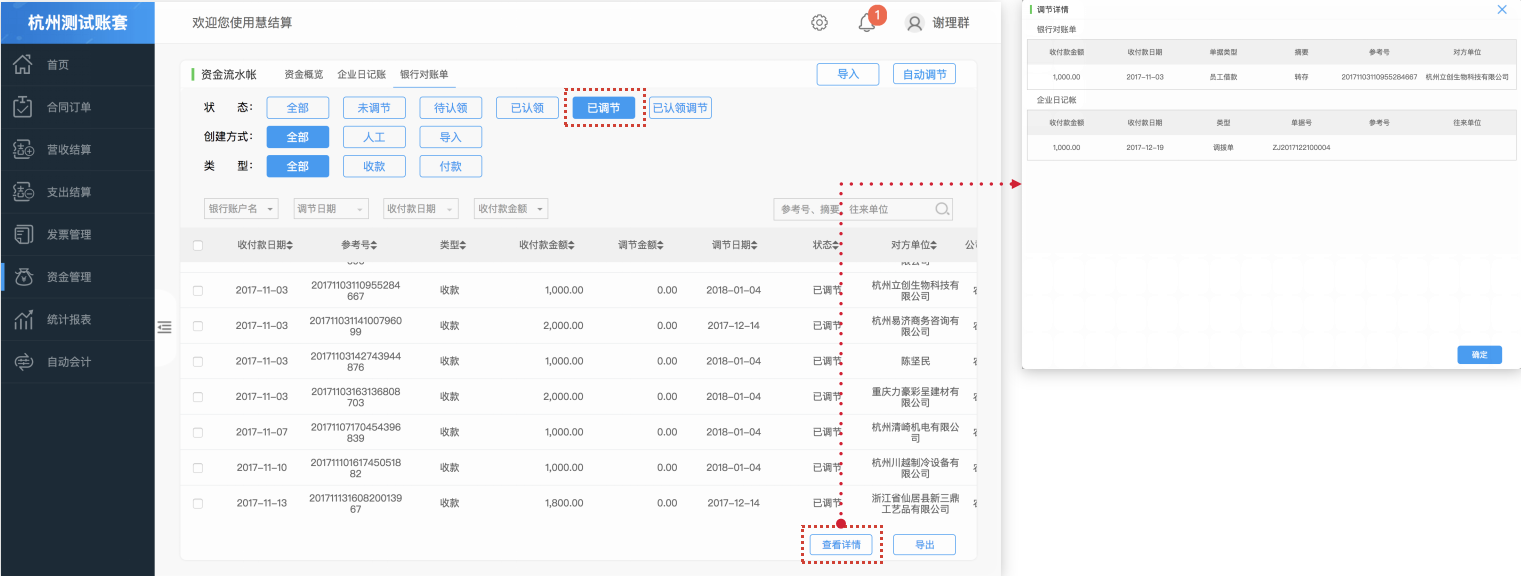 杭州测试账套
欢迎您使用慧结算
1
谢理群
首页
合同订单
营收结算
支出结算
发票管理
资金管理
统计报表
自动会计
资金流水帐 资金概览 企业日记账 银行对账单 导入 自动调节
状 态: 全部 未调节 待认领 已认领 已调节 已认领调节
创建方式: 全部 人工 导入
类 型: 全部 收款 付款
银行账户名 调节日期 收付款日期 收付款金额 参考号、摘要、往来单位
收付款日期 参考号 类型 收付款金额 调节金额 调节日期 状态 对方单位
2017-11-03 20171103110955284 收款 1,000.00 0.00 2018-01-04 已调节 杭州立创生物科技有
667 限公司
2017-11-03 201711031141007960 收款 2,000.00 0.00 2017-12-14 已调节 杭州易济商务咨询有
99 限公司
2017-11-03 20171103142743944 收款 1,000.00 0.00 2018-01-04 已调节 陈坚民
876
2017-11-03 20171103163136808 收款 2,000.00 0.00 2018-01-04 已调节 重庆力豪彩呈建材有
703 限公司
2017-11-07 20171107170454396 收款 1,000.00 0.00 2018-01-04 已调节 杭州清崎机电有限公
839 司
2017-11-10 201711101617450518 收款 1,000.00 0.00 2018-01-04 已调节 杭州川越制冷设备有
82 限公司
2017-11-13 201711131608200139 收款 1,800.00 0.00 2017-12-14 已调节 浙江省仙居县新三鼎
67 工艺品有限公司
查看详情 导出
调节详情
银行对账单
收付款金额 收付款日期 单据类型 摘要 参考号 对方单位
1,000.00 2017-11-03 员工借款 转存 20171103110955284667 杭州立创生物科技有限公司
企业日记帐
收付款金额 收付款日期 类型 单据号 参考号 往来单位
1,000.00 2017-12-19 调拨单 ZJ2017122100004
确定